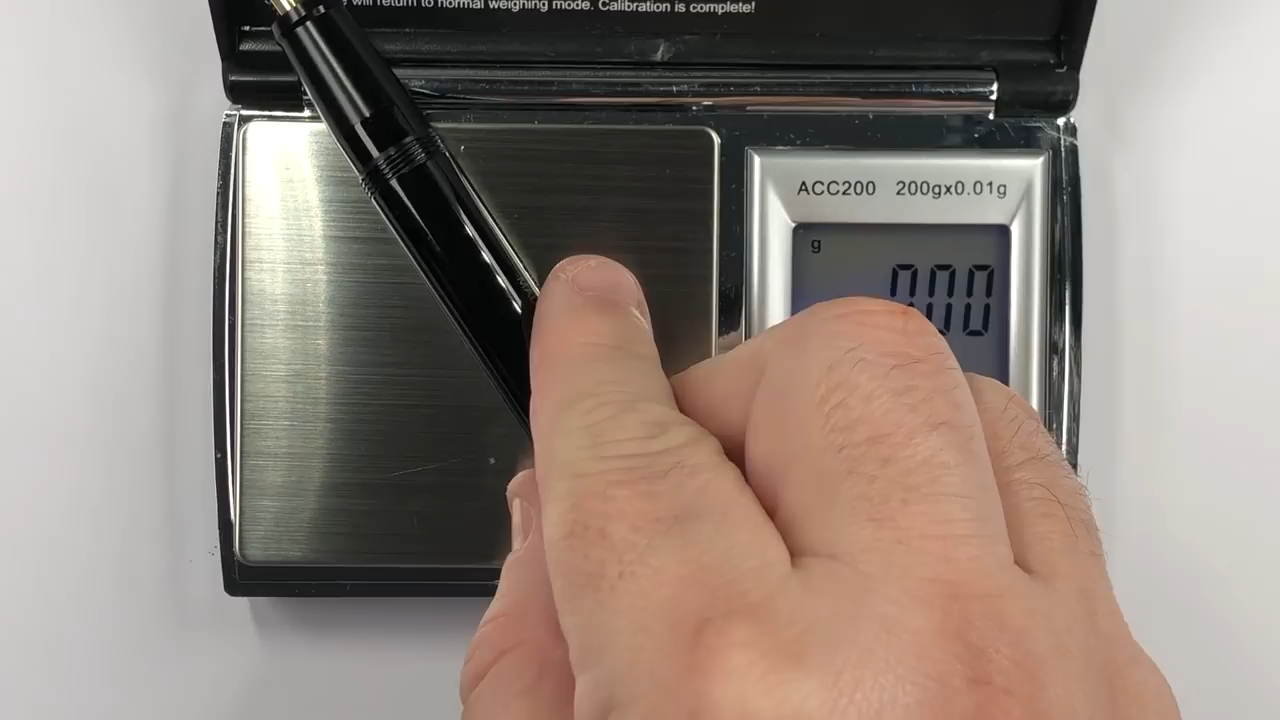 will return to normal weighing mode. Calibration is complete!
ACC200 200gx0.01g
g
0.00